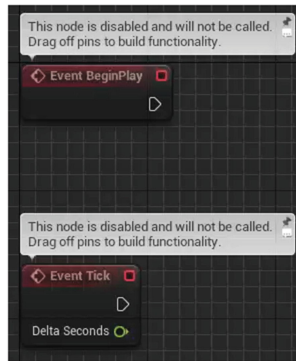 This node is disabled and will not be called.
Drag off pins to build functionality.
Event BeginPlay
This node is disabled and will not be called.
Drag off pins to build functionality.
Event Tick
Delta Seconds